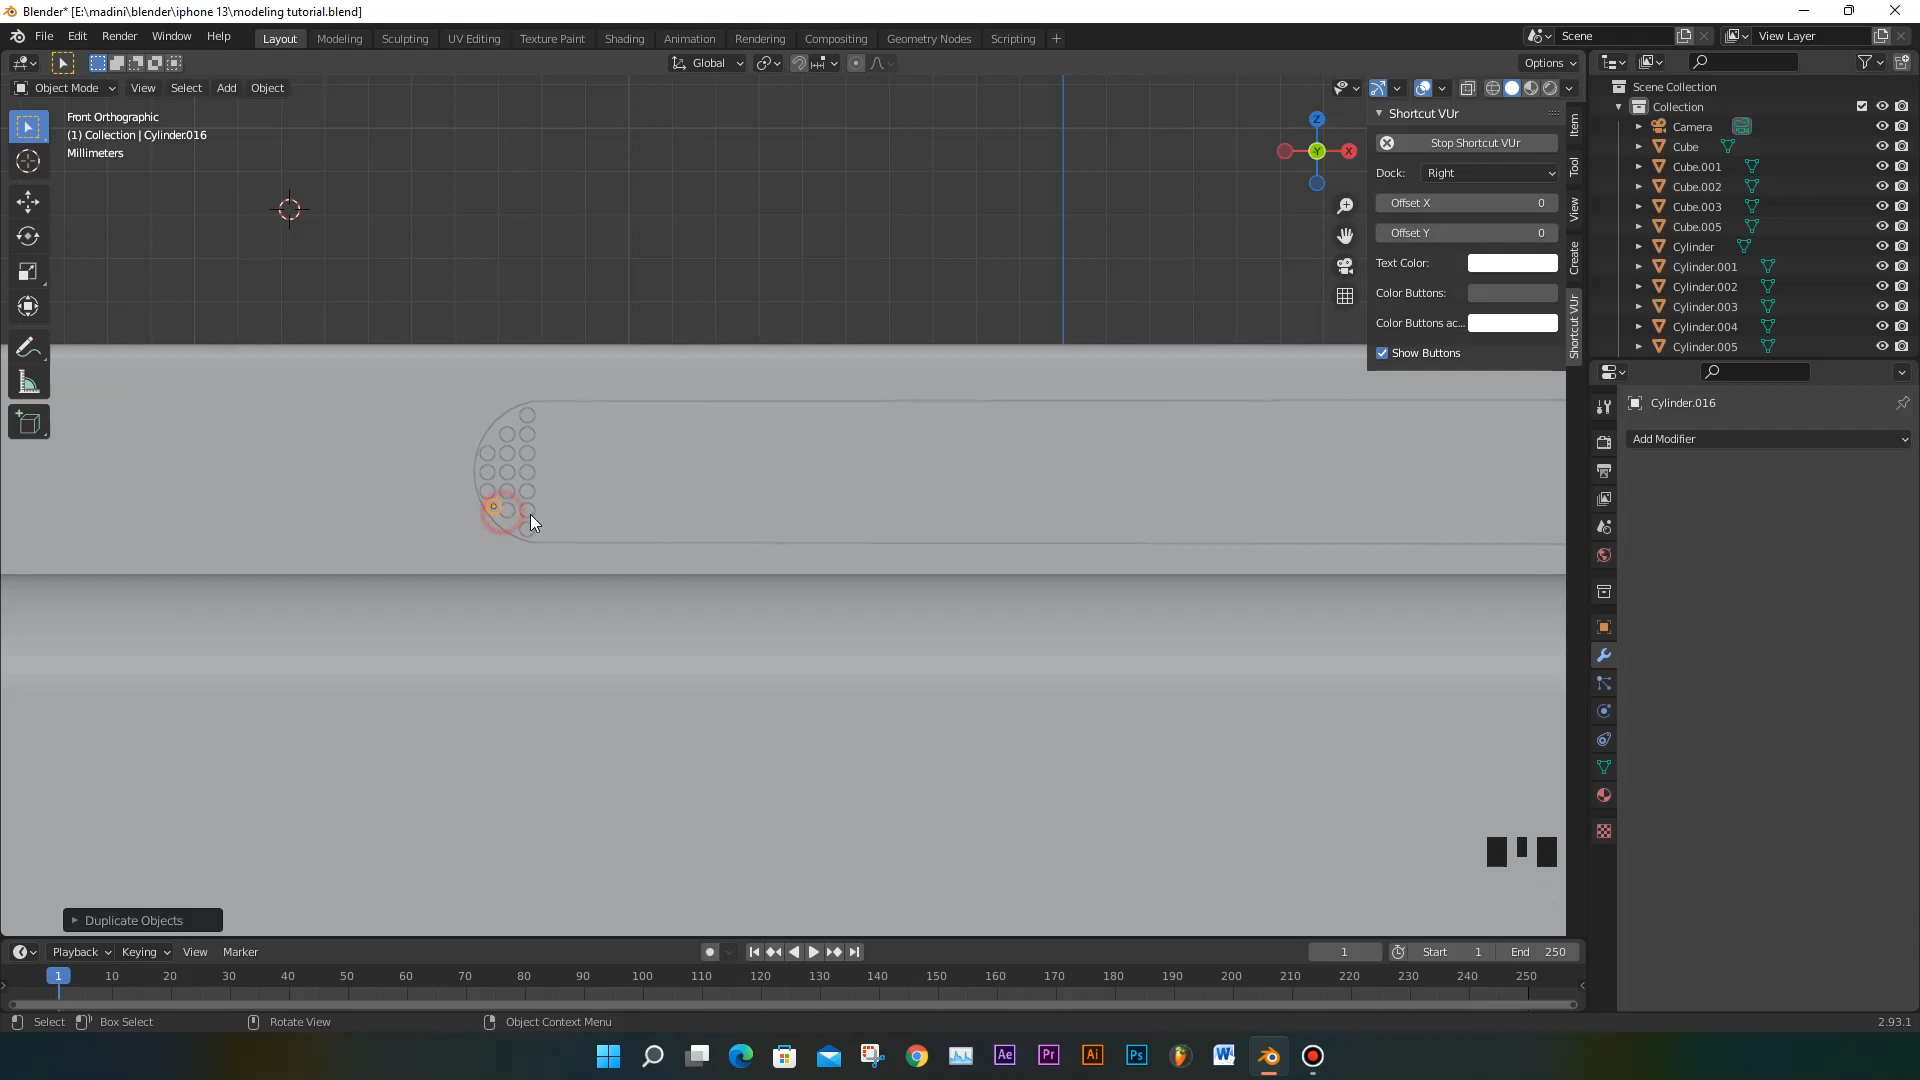 Blender* [E:\madini\blender\iphone 13\modeling tutorial.blend]
File Edit Render Window Help Layout Modeling Sculpting UV Editing Texture Paint Shading Animation Rendering Compositing Geometry Nodes Scripting + Scene View Layer
Global Options
Object Mode View Select Add Object
Front Orthographic
(1) Collection | Cylinder.016
Millimeters
Z
X
Y
Shortcut VUr
Stop Shortcut VUr
Dock: Right
Offset X 0
Offset Y 0
Text Color:
Color Buttons:
Color Buttons ac...
Show Buttons
Item
Tool
View
Create
Shortcut VUr
Scene Collection
Collection
Camera
Cube
Cube.001
Cube.002
Cube.003
Cube.005
Cylinder
Cylinder.001
Cylinder.002
Cylinder.003
Cylinder.004
Cylinder.005
Cylinder.016
Add Modifier
Duplicate Objects
Playback Keying View Marker 1 Start 1 End 250
1 10 20 30 40 50 60 70 80 90 100 110 120 130 140 150 160 170 180 190 200 210 220 230 240 250
Select Box Select Rotate View Object Context Menu 2.93.1
Ae Pr Ai Ps W